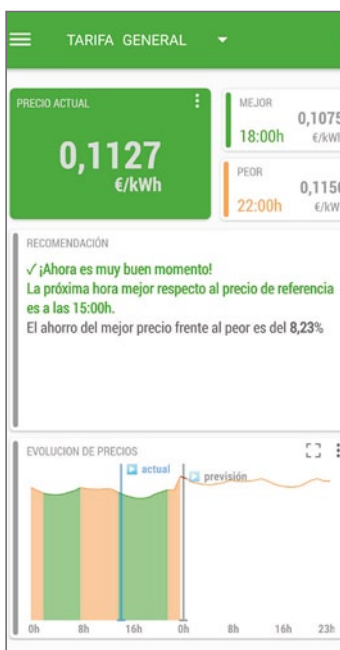 TARIFA GENERAL
PRECIO ACTUAL
0,1127
€/kWh
MEJOR
0,1075
18:00h
€/kWh
PEOR
22:00h
RECOMENDACIÓN
✓ ¡Ahora es muy buen momento!
La próxima hora mejor respecto al precio de referencia
es a las 15:00h.
El ahorro del mejor precio frente al peor es del 8,23%
EVOLUCION DE PRECIOS
actual
previsión
0h 8h 16h 0h 8h 16h 23h